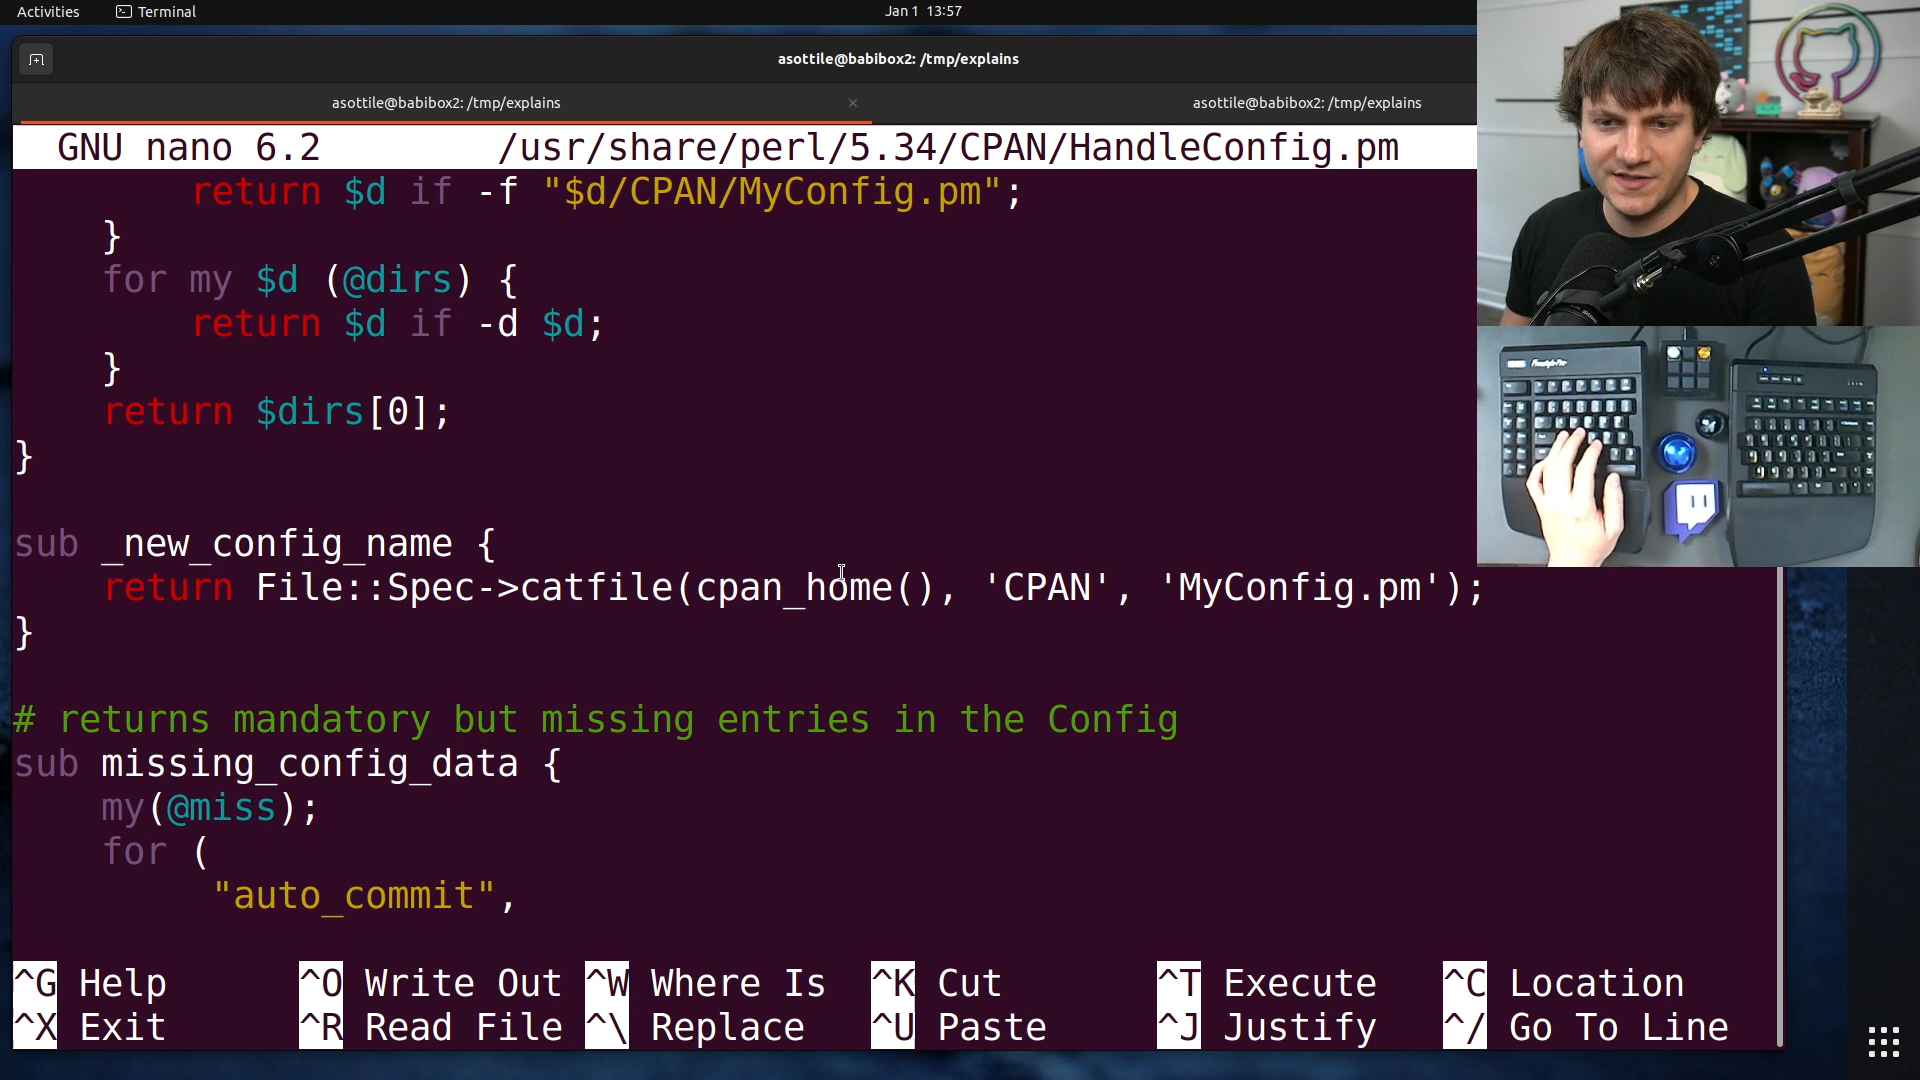 Activities
Terminal
Jan 1 13:57
asottile@babibox2: /tmp/explains
asottile@babibox2: /tmp/explains
×
asottile@babibox2: /tmp/explains
GNU nano 6.2
/usr/share/perl/5.34/CPAN/HandleConfig.pm
return $d if -f "$d/CPAN/MyConfig.pm";
}
for my $d (@dirs) {
return $d if -d $d;
}
return $dirs[0];
}
sub _new_config_name {
return File::Spec->catfile(cpan_home(), 'CPAN', 'MyConfig.pm');
}
# returns mandatory but missing entries in the Config
sub missing_config_data {
my(@miss);
for (
"auto_commit",
^G Help
^O Write Out
^W Where Is
^K Cut
^T Execute
^C Location
^X Exit
^R Read File
^\ Replace
^U Paste
^J Justify
^/ Go To Line